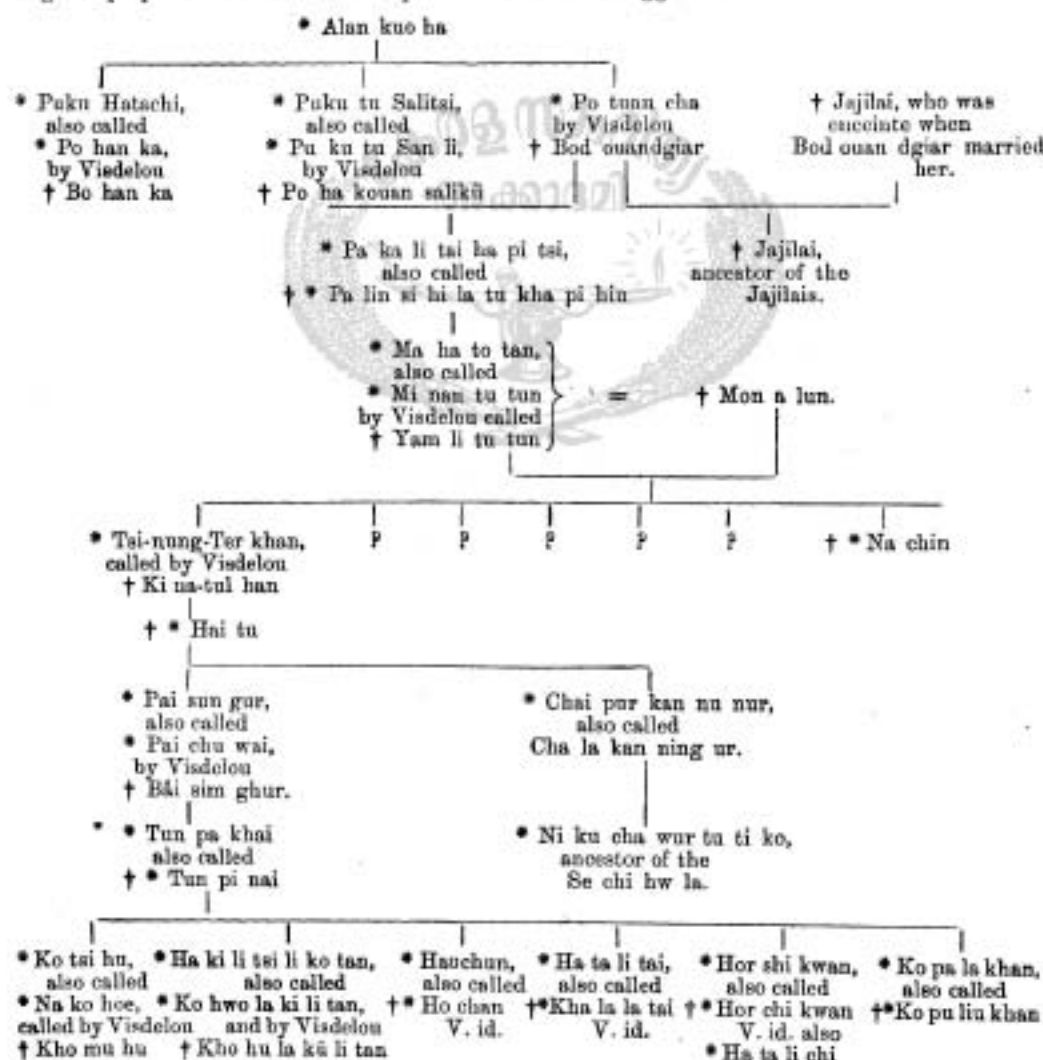 * Alan kuo ha
* Puku Hatachi,
also called
* Po han ka,
by Visdelou
† Bo han ka
* Puku tu Salitsi,
also called
* Pu ku tu San li,
by Visdelou
† Po ha kouan salikü
* Po tuan cha
by Visdelou
† Bod ouandgiar
† Jajilai, who was
enceinte when
Bod ouan dgiar married
her.
* Pa ka li tai ha pi tsi,
also called
† * Pa lin si hi la tu kha pi hin
† Jajilai,
ancestor of the
Jajilais.
* Ma ha to tan,
also called
* Mi nan tu tun
by Visdelou called
† Yam li tu tun
=
† Mon a lun.
* Tsi-nung-Ter khan,
called by Visdelou
† Ki na-tul han
? ? ? ? ?
† * Na chin
† * Hai tu
* Pai sun gur,
also called
* Pai chu wai,
by Visdelou
† Bâi sim ghur.
* Chai pur kan nu nur,
also called
Cha la kan ning ur.
* Tun pa khai
also called
† * Tun pi nai
* Ni ku cha wur tu ti ko,
ancestor of the
Se chi hw la.
* Ko tsi hu,
also called
* Na ko hoe,
called by Visdelou
† Kho mu hu
* Ha ki li tsi li ko tan,
also called
* Ko hwo la ki li tan,
and by Visdelou
† Kho hu la kü li tan
* Hauchun,
also called
† * Ho chan
V. id.
* Ha ta li tai,
also called
†* Kha la la tai
V. id.
* Hor shi kwan,
also called
† * Hor chi kwan
V. id. also
* Ha ta li chi
* Ko pa la khan,
also called
†* Ko pu liu khan